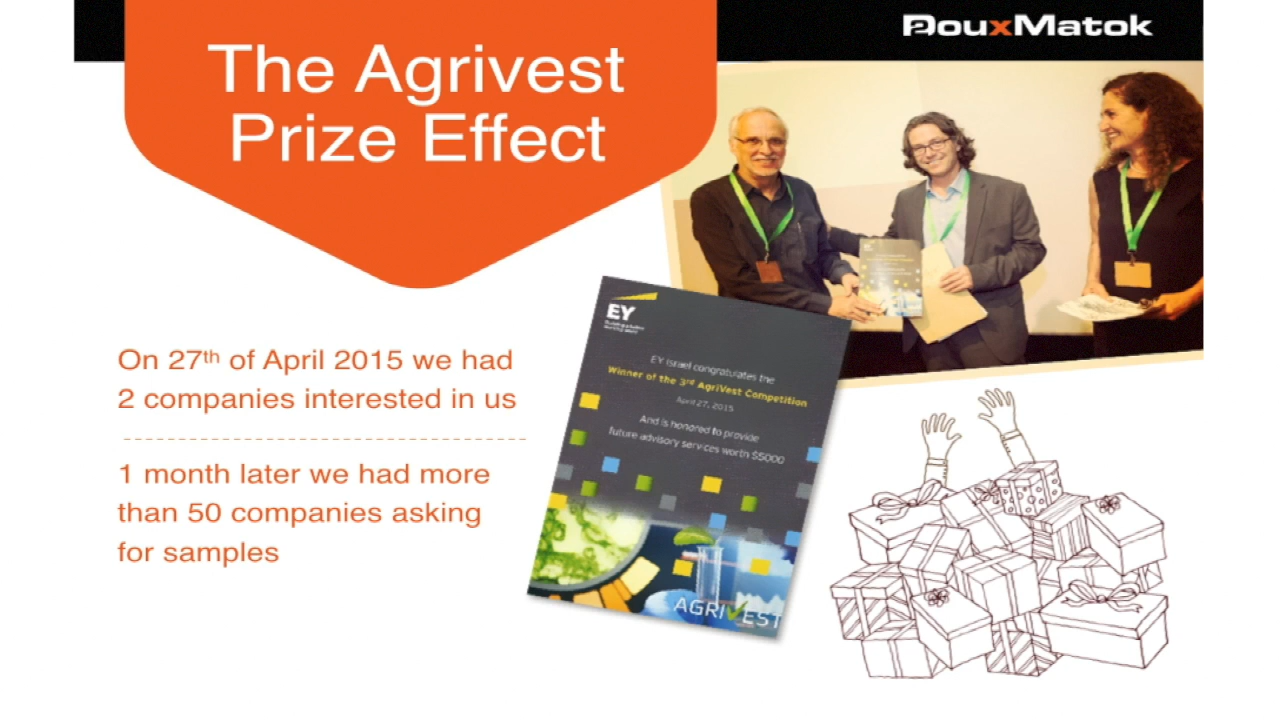 DouxMatok
The Agrivest
Prize Effect
On 27th of April 2015 we had
2 companies interested in us
1 month later we had more
than 50 companies asking
for samples
EY
EY Israel congratulates the
Winner of the 3rd AgriVest Competition
April 27, 2015
And is honored to provide
future advisory services worth $5000
AGRIVEST